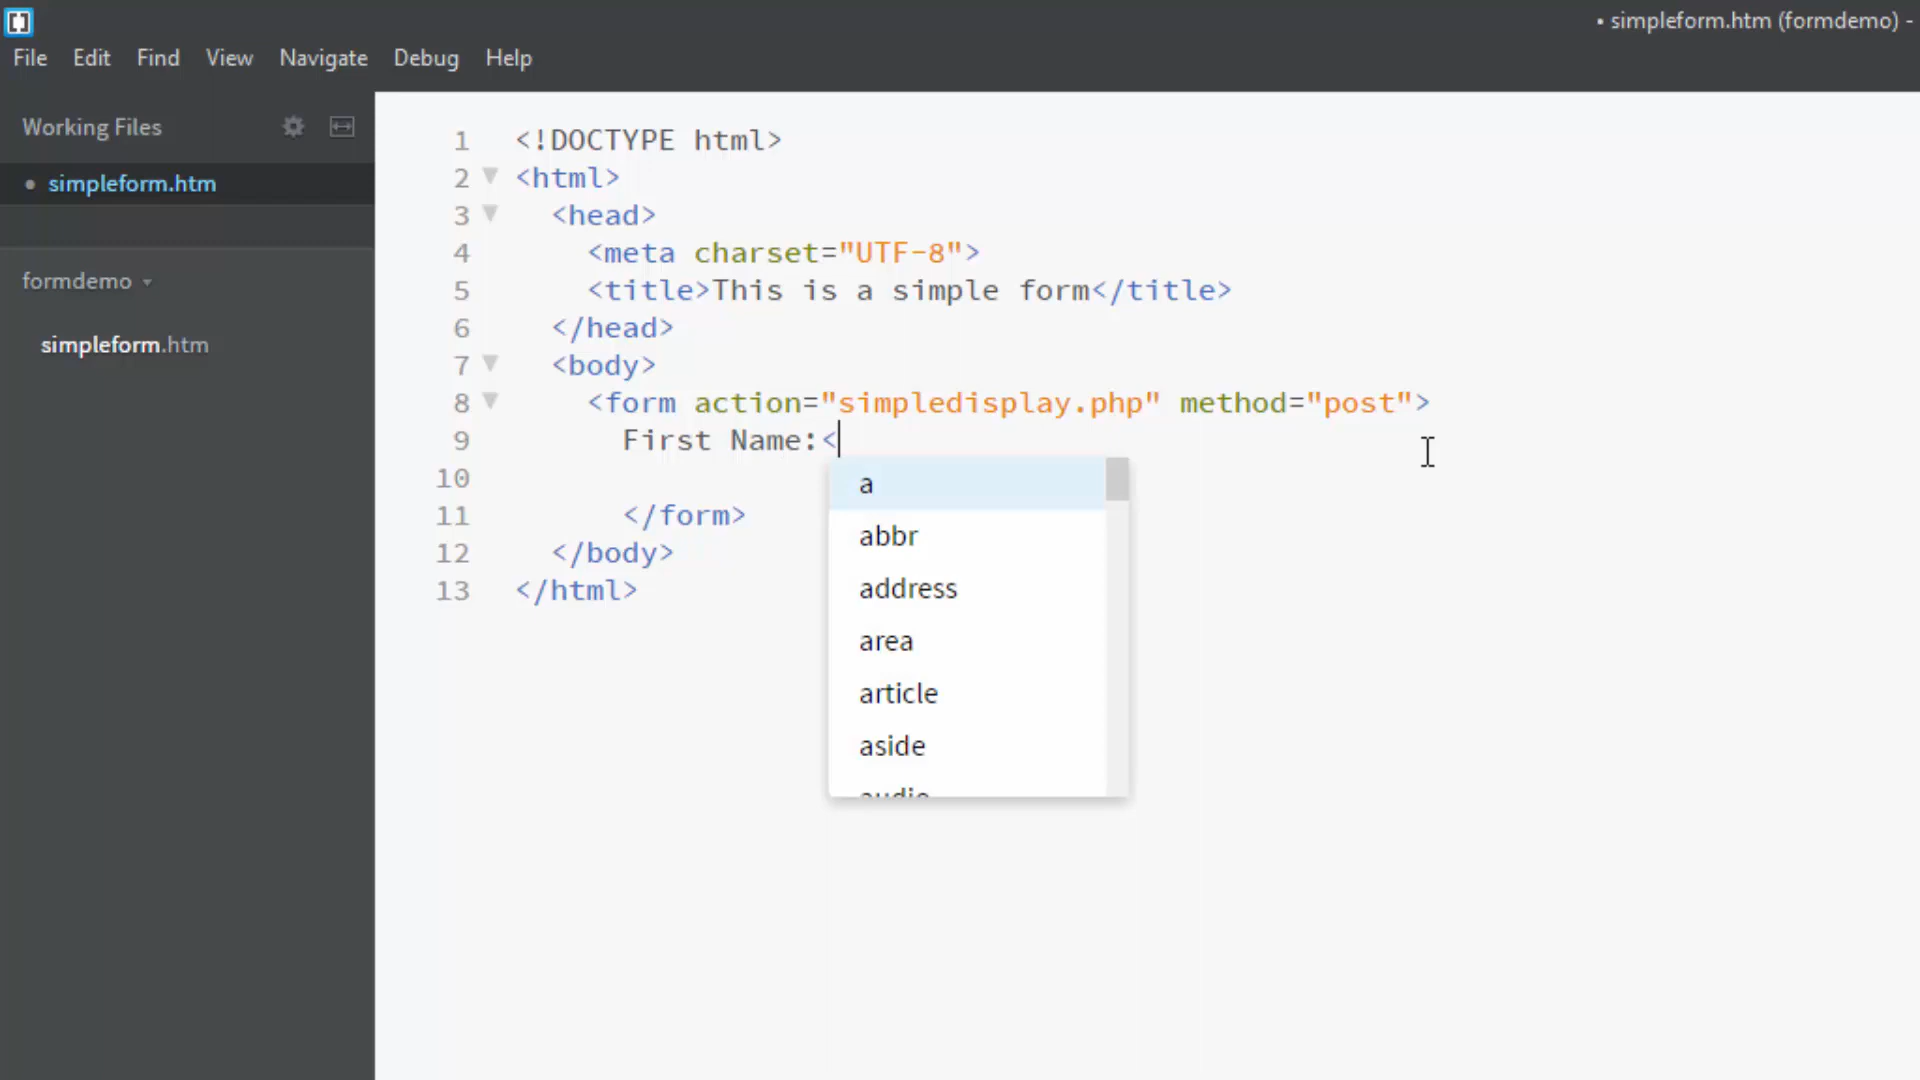 simpleform.htm (formdemo) -
File Edit Find View Navigate Debug Help
Working Files
simpleform.htm
formdemo
simpleform.htm
1 <!DOCTYPE html>
2 <html>
3 <head>
4 <meta charset="UTF-8">
5 <title>This is a simple form</title>
6 </head>
7 <body>
8 <form action="simpledisplay.php" method="post">
9 First Name:<
10
11 </form>
12 </body>
13 </html>
a
abbr
address
area
article
aside
audio